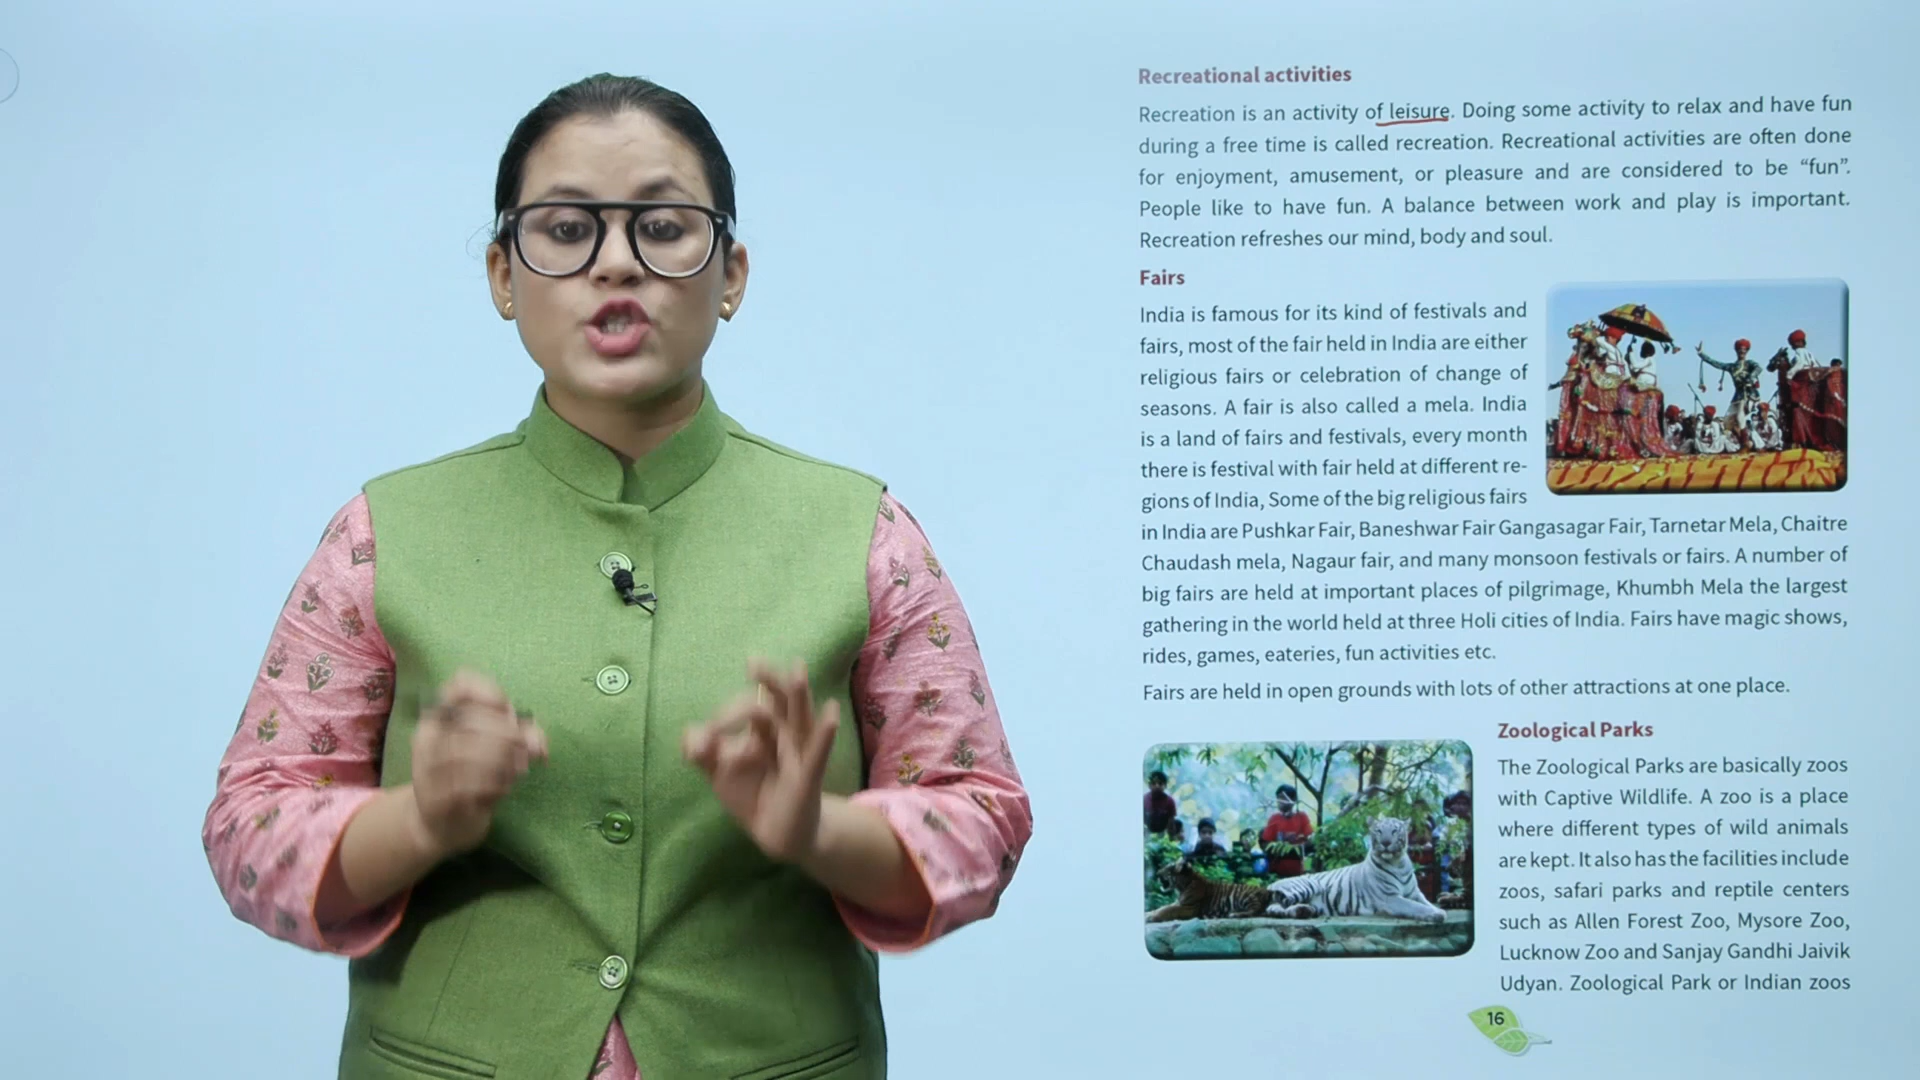 Recreational activities
Recreation is an activity of leisure. Doing some activity to relax and have fun
during a free time is called recreation. Recreational activities are often done
for enjoyment, amusement, or pleasure and are considered to be “fun”.
People like to have fun. A balance between work and play is important.
Recreation refreshes our mind, body and soul.
Fairs
India is famous for its kind of festivals and
fairs, most of the fair held in India are either
religious fairs or celebration of change of
seasons. A fair is also called a mela. India
is a land of fairs and festivals, every month
there is festival with fair held at different re-
gions of India, Some of the big religious fairs
in India are Pushkar Fair, Baneshwar Fair Gangasagar Fair, Tarnetar Mela, Chaitre
Chaudash mela, Nagaur fair, and many monsoon festivals or fairs. A number of
big fairs are held at important places of pilgrimage, Khumbh Mela the largest
gathering in the world held at three Holi cities of India. Fairs have magic shows,
rides, games, eateries, fun activities etc.
Fairs are held in open grounds with lots of other attractions at one place.
Zoological Parks
The Zoological Parks are basically zoos
with Captive Wildlife. A zoo is a place
where different types of wild animals
are kept. It also has the facilities include
zoos, safari parks and reptile centers
such as Allen Forest Zoo, Mysore Zoo,
Lucknow Zoo and Sanjay Gandhi Jaivik
Udyan. Zoological Park or Indian zoos
16